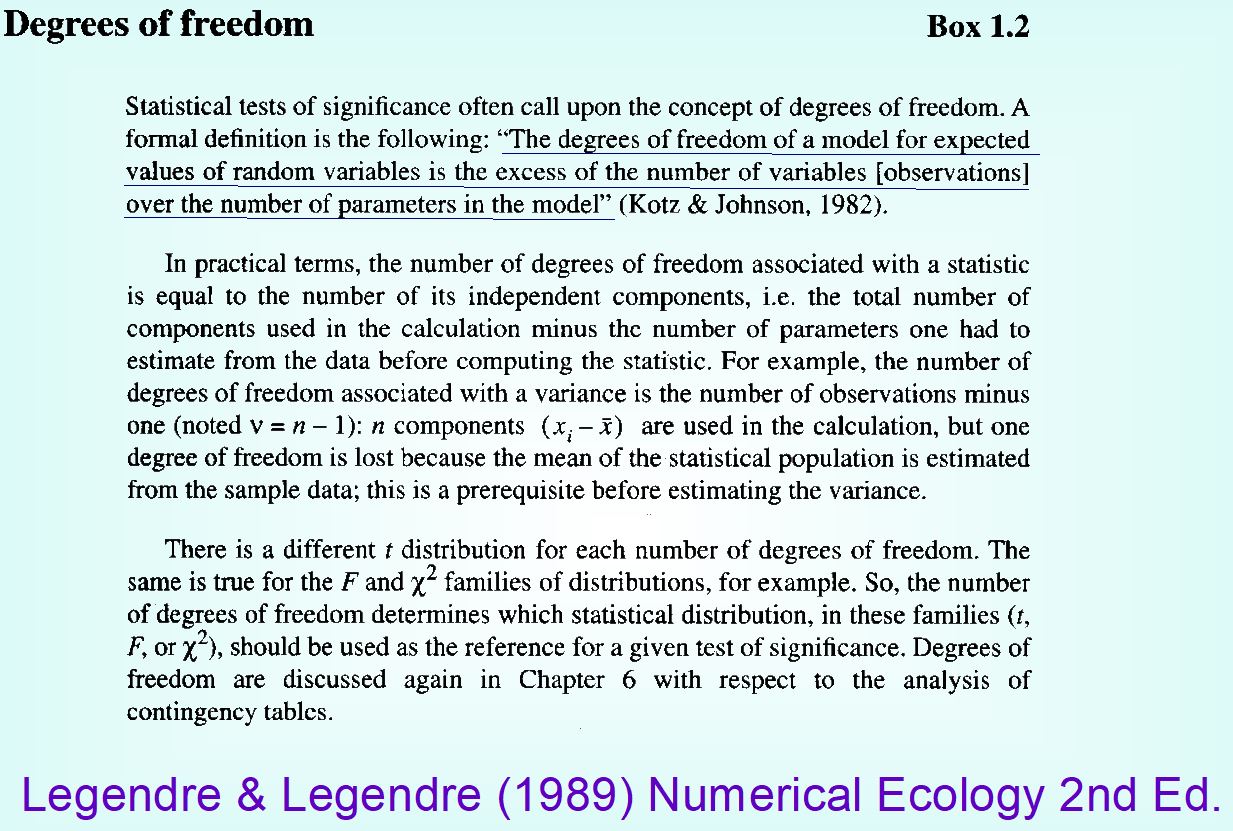 Degrees of freedom Box 1.2
Statistical tests of significance often call upon the concept of degrees of freedom. A
formal definition is the following: “The degrees of freedom of a model for expected
values of random variables is the excess of the number of variables [observations]
over the number of parameters in the model” (Kotz & Johnson, 1982).
In practical terms, the number of degrees of freedom associated with a statistic
is equal to the number of its independent components, i.e. the total number of
components used in the calculation minus the number of parameters one had to
estimate from the data before computing the statistic. For example, the number of
degrees of freedom associated with a variance is the number of observations minus
one (noted ν = n – 1): n components (xᵢ – x̄) are used in the calculation, but one
degree of freedom is lost because the mean of the statistical population is estimated
from the sample data; this is a prerequisite before estimating the variance.
There is a different t distribution for each number of degrees of freedom. The
same is true for the F and χ² families of distributions, for example. So, the number
of degrees of freedom determines which statistical distribution, in these families (t,
F, or χ²), should be used as the reference for a given test of significance. Degrees of
freedom are discussed again in Chapter 6 with respect to the analysis of
contingency tables.
Legendre & Legendre (1989) Numerical Ecology 2nd Ed.